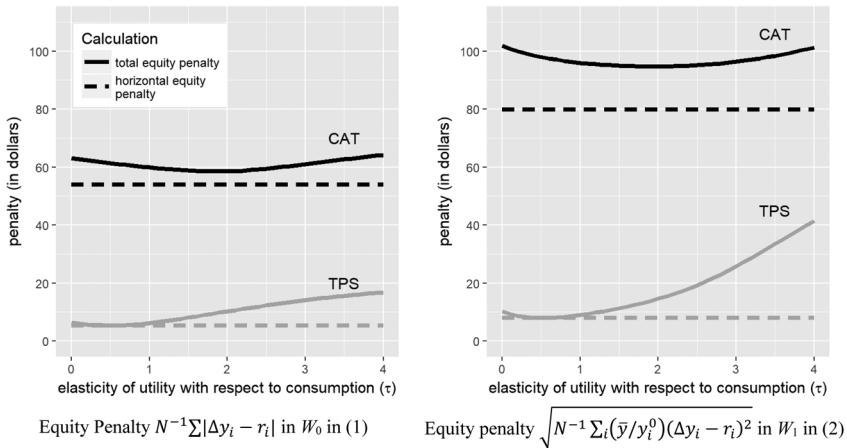 Calculation
total equity penalty
horizontal equity
penalty
CAT
TPS
100
80
60
40
20
0
penalty (in dollars)
0 1 2 3 4
elasticity of utility with respect to consumption (τ)
Equity Penalty N⁻¹∑|Δyᵢ − rᵢ| in W₀ in (1)
CAT
TPS
100
80
60
40
20
0
penalty (in dollars)
0 1 2 3 4
elasticity of utility with respect to consumption (τ)
Equity penalty √(N⁻¹ ∑ᵢ(ȳ/yᵢ⁰)(Δyᵢ − rᵢ)²) in W₁ in (2)